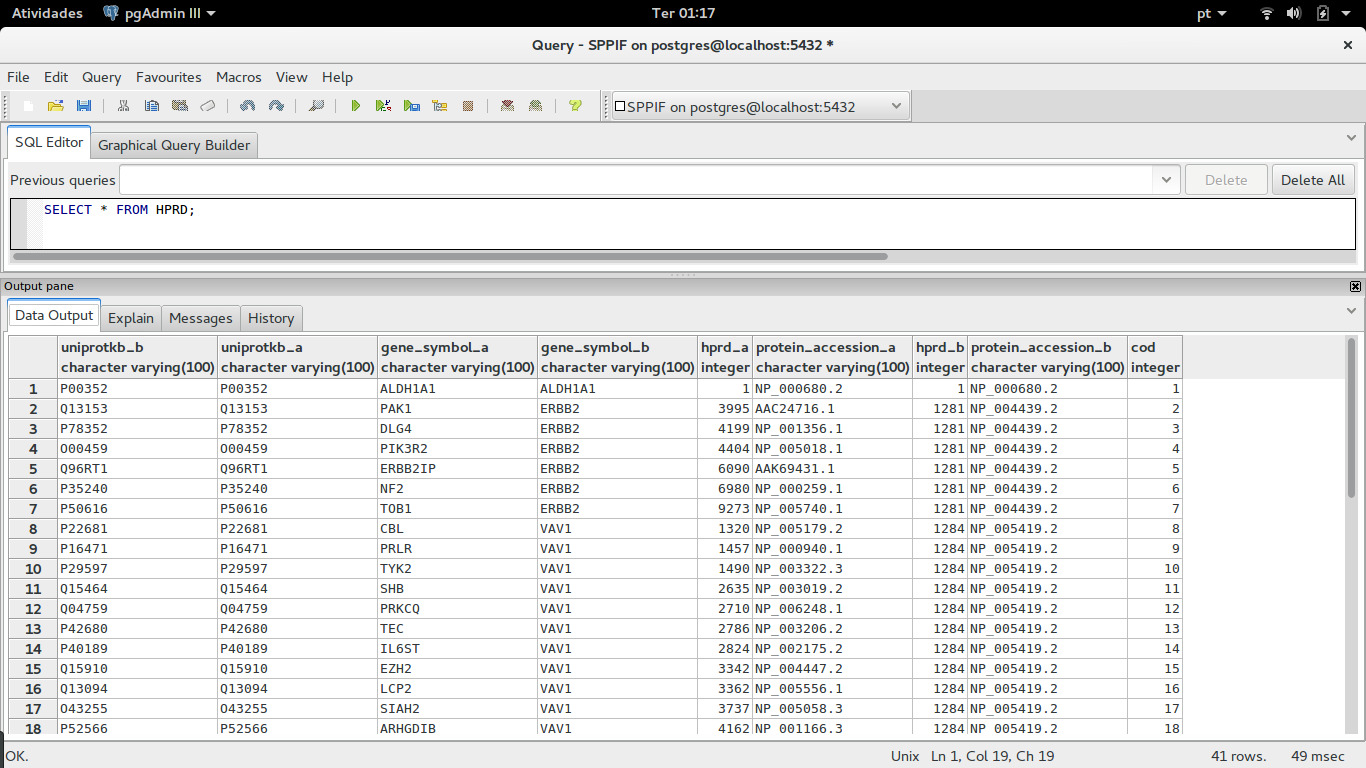 Atividades pgAdmin III Ter 01:17 pt
Query - SPPIF on postgres@localhost:5432 *
File Edit Query Favourites Macros View Help
SPPIF on postgres@localhost:5432
SQL Editor Graphical Query Builder
Previous queries Delete Delete All
SELECT * FROM HPRD;
Output pane
Data Output Explain Messages History
uniprotkb_b uniprotkb_a gene_symbol_a gene_symbol_b hprd_a protein_accession_a hprd_b protein_accession_b cod
character varying(100) character varying(100) character varying(100) character varying(100) integer character varying(100) integer character varying(100) integer
1 P00352 P00352 ALDH1A1 ALDH1A1 1 NP_000680.2 1 NP_000680.2 1
2 Q13153 Q13153 PAK1 ERBB2 3995 AAC24716.1 1281 NP_004439.2 2
3 P78352 P78352 DLG4 ERBB2 4199 NP_001356.1 1281 NP_004439.2 3
4 O00459 O00459 PIK3R2 ERBB2 4404 NP_005018.1 1281 NP_004439.2 4
5 Q96RT1 Q96RT1 ERBB2IP ERBB2 6090 AAK69431.1 1281 NP_004439.2 5
6 P35240 P35240 NF2 ERBB2 6980 NP_000259.1 1281 NP_004439.2 6
7 P50616 P50616 TOB1 ERBB2 9273 NP_005740.1 1281 NP_004439.2 7
8 P22681 P22681 CBL VAV1 1320 NP_005179.2 1284 NP_005419.2 8
9 P16471 P16471 PRLR VAV1 1457 NP_000940.1 1284 NP_005419.2 9
10 P29597 P29597 TYK2 VAV1 1490 NP_003322.3 1284 NP_005419.2 10
11 Q15464 Q15464 SHB VAV1 2635 NP_003019.2 1284 NP_005419.2 11
12 Q04759 Q04759 PRKCQ VAV1 2710 NP_006248.1 1284 NP_005419.2 12
13 P42680 P42680 TEC VAV1 2786 NP_003206.2 1284 NP_005419.2 13
14 P40189 P40189 IL6ST VAV1 2824 NP_002175.2 1284 NP_005419.2 14
15 Q15910 Q15910 EZH2 VAV1 3342 NP_004447.2 1284 NP_005419.2 15
16 Q13094 Q13094 LCP2 VAV1 3362 NP_005556.1 1284 NP_005419.2 16
17 O43255 O43255 SIAH2 VAV1 3737 NP_005058.3 1284 NP_005419.2 17
18 P52566 P52566 ARHGDIB VAV1 4162 NP_001166.3 1284 NP_005419.2 18
OK. Unix Ln 1, Col 19, Ch 19 41 rows. 49 msec